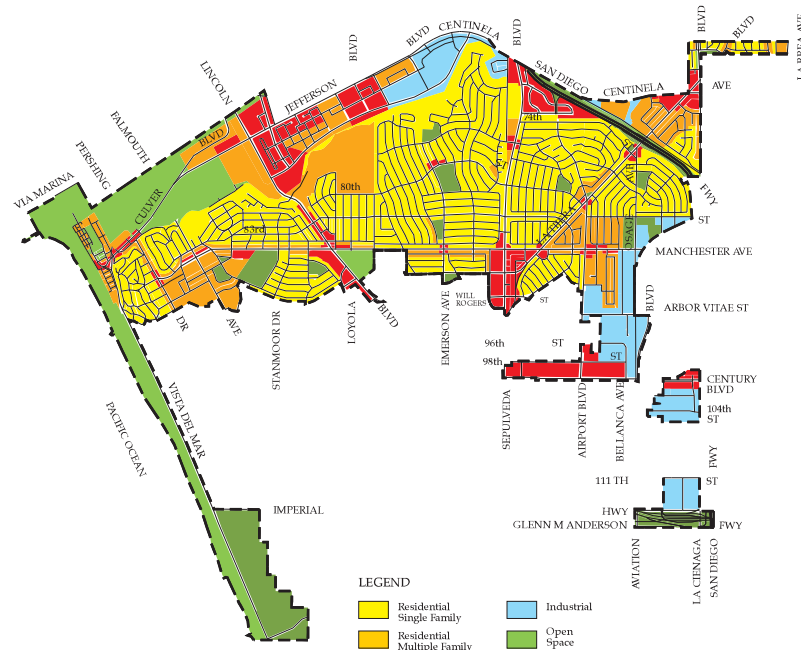 CENTINELA
BLVD
BLVD
BLVD
BLVD
BLVD
LA BREA AVE
LINCOLN
JEFFERSON
SAN DIEGO
CENTINELA
AVE
FALMOUTH
PERSHING
BLVD
74th
VIA MARINA
CULVER
80th
FWY
83rd
OSAGE
AVE
ST
MANCHESTER AVE
WILL
ROGERS
ST
BLVD
ARBOR VITAE ST
DR
AVE
STANMOOR DR
LOYOLA
BLVD
EMERSON AVE
96th
ST
98th
ST
VISTA DEL MAR
PACIFIC OCEAN
SEPULVEDA
AIRPORT BLVD
BELLANCA AVE
CENTURY
BLVD
104th
ST
FWY
111 TH
ST
IMPERIAL
HWY
GLENN M ANDERSON
FWY
AVIATION
LA CIENAGA
SAN DIEGO
LEGEND
Residential
Single Family
Industrial
Residential
Multiple Family
Open
Space